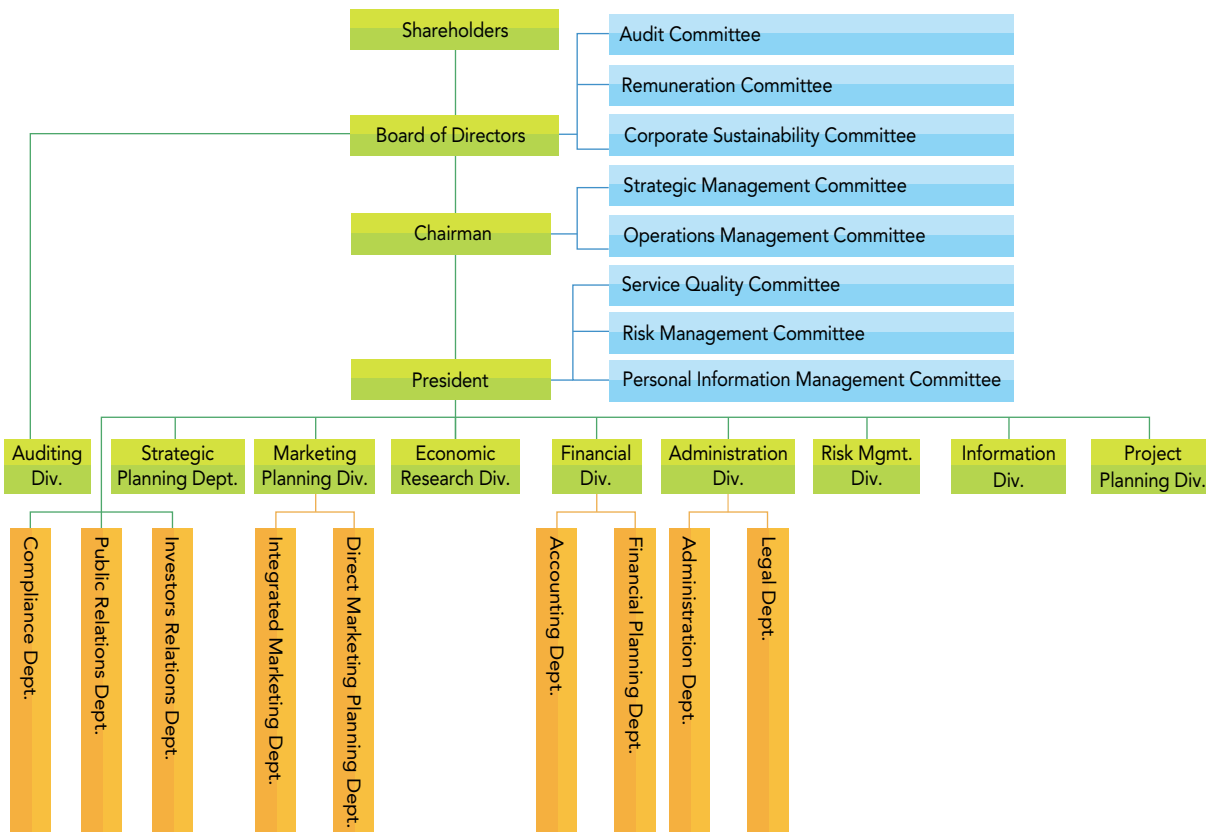 Shareholders
Audit Committee
Remuneration Committee
Board of Directors
Corporate Sustainability Committee
Strategic Management Committee
Chairman
Operations Management Committee
Service Quality Committee
Risk Management Committee
President
Personal Information Management Committee
Auditing
Div.
Strategic
Planning Dept.
Marketing
Planning Div.
Economic
Research Div.
Financial
Div.
Administration
Div.
Risk Mgmt.
Div.
Information
Div.
Project
Planning Div.
Compliance Dept.
Public Relations Dept.
Investors Relations Dept.
Integrated Marketing Dept.
Direct Marketing Planning Dept.
Accounting Dept.
Financial Planning Dept.
Administration Dept.
Legal Dept.